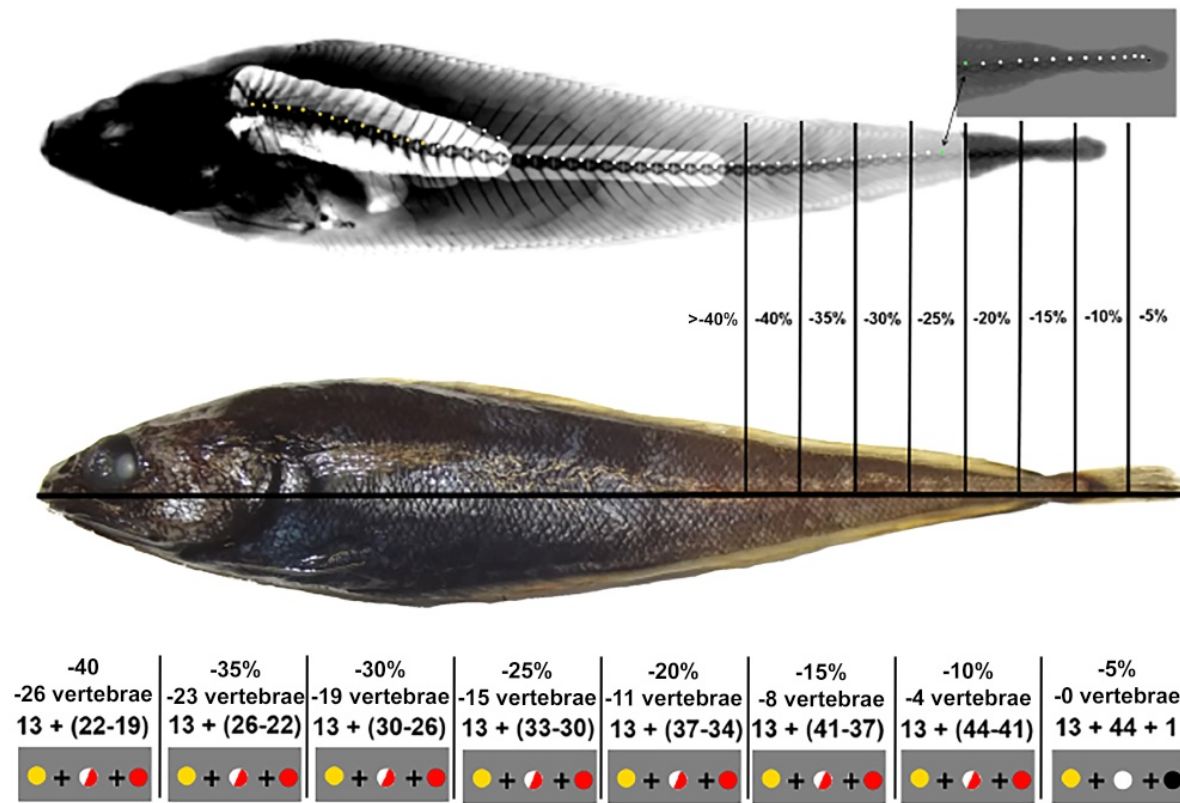 >-40% -40% -35% -30% -25% -20% -15% -10% -5%
-40 -35% -30% -25% -20% -15% -10% -5%
-26 vertebrae -23 vertebrae -19 vertebrae -15 vertebrae -11 vertebrae -8 vertebrae -4 vertebrae -0 vertebrae
13 + (22-19) 13 + (26-22) 13 + (30-26) 13 + (33-30) 13 + (37-34) 13 + (41-37) 13 + (44-41) 13 + 44 + 1
+ + + + + + + + + + + + + + + +